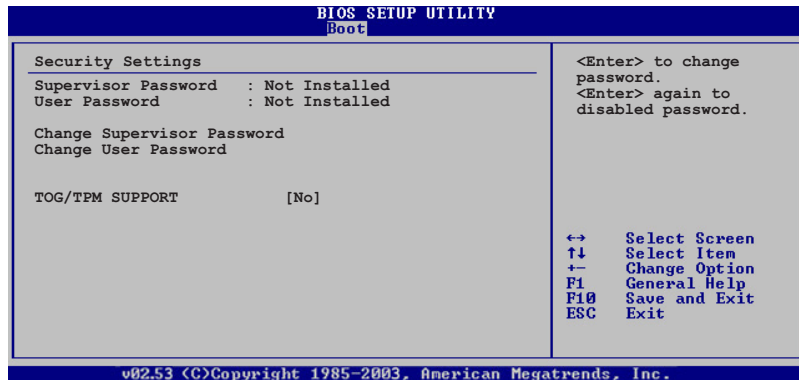 BIOS SETUP UTILITY
Boot
Security Settings
Supervisor Password : Not Installed
User Password : Not Installed
Change Supervisor Password
Change User Password
TOG/TPM SUPPORT [No]
<Enter> to change
password.
<Enter> again to
disabled password.
←→ Select Screen
↑↓ Select Item
+- Change Option
F1 General Help
F10 Save and Exit
ESC Exit
v02.53 (C)Copyright 1985-2003, American Megatrends, Inc.